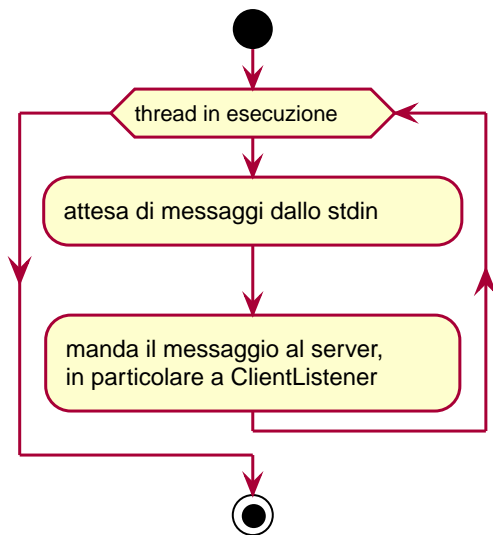 thread in esecuzione
attesa di messaggi dallo stdin
manda il messaggio al server,
in particolare a ClientListener